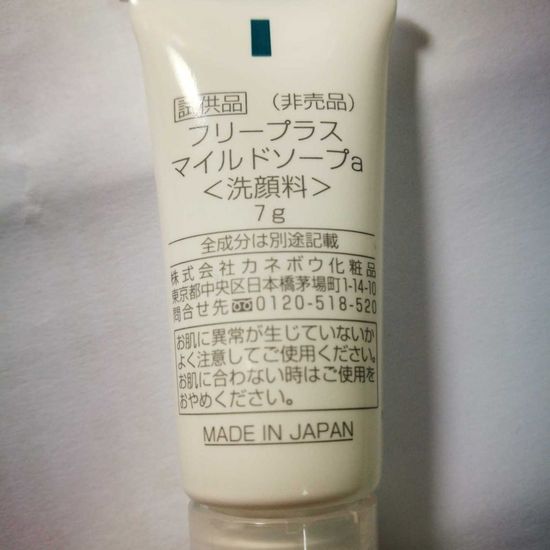 試供品 (非売品)
フリープラス
マイルドソープa
<洗顔料>
7g
全成分は別途記載
株式会社カネボウ化粧品
東京都中央区日本橋茅場町1-14-10
問合せ先 0120-518-520
お肌に異常が生じていないか
よく注意してご使用ください。
お肌に合わない時はご使用を
おやめください。
MADE IN JAPAN